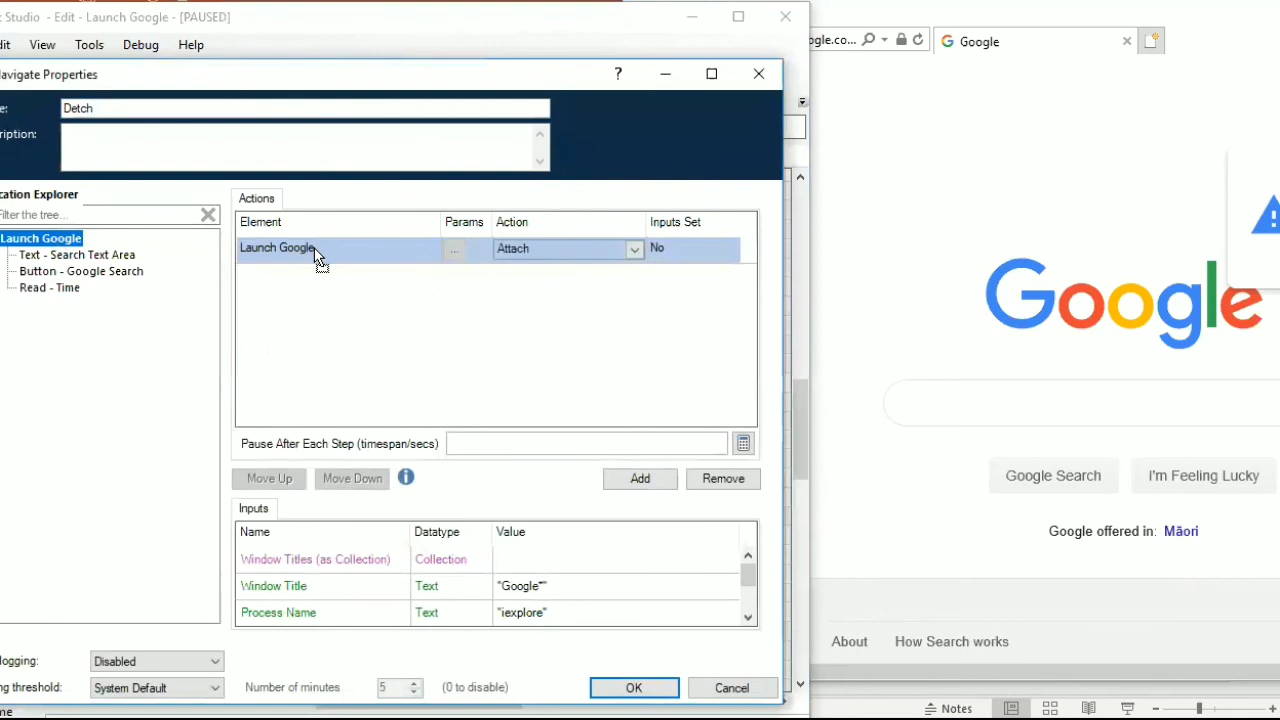 t Studio - Edit - Launch Google - [PAUSED]
dit View Tools Debug Help
avigate Properties
?
e: Detch
ription:
cation Explorer
Filter the tree...
Launch Google
Text - Search Text Area
Button - Google Search
Read - Time
Actions
Element Params Action Inputs Set
Launch Google ... Attach No
Pause After Each Step (timespan/secs)
Move Up Move Down Add Remove
Inputs
Name Datatype Value
Window Titles (as Collection) Collection
Window Title Text "Google*"
Process Name Text "iexplore"
logging: Disabled
ng threshold: System Default Number of minutes 5 (0 to disable) OK Cancel
me
ogle.co... Google
Google
Google Search I'm Feeling Lucky
Google offered in: Māori
About How Search works
Notes